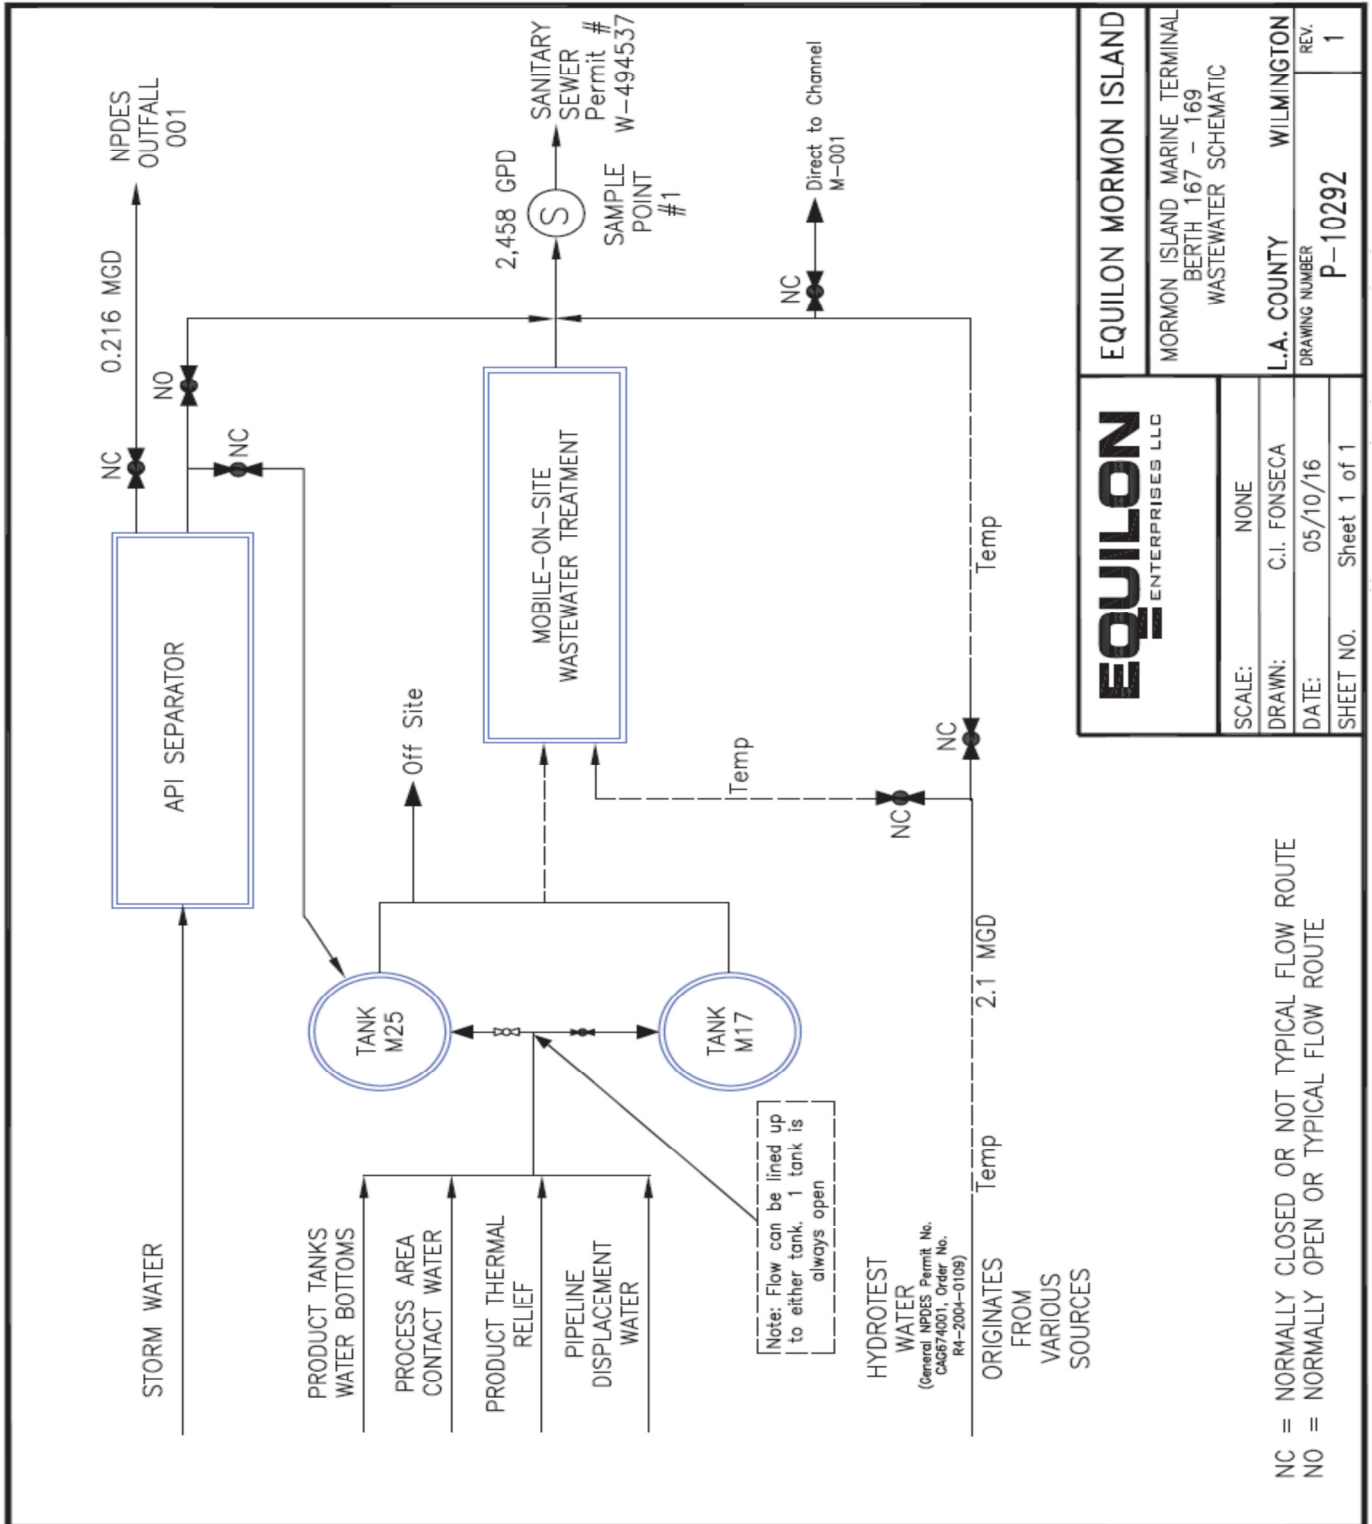 STORM WATER
API SEPARATOR
NC
0.216 MGD
NPDES
OUTFALL
001
NO
NC
PRODUCT TANKS
WATER BOTTOMS
PROCESS AREA
CONTACT WATER
PRODUCT THERMAL
RELIEF
PIPELINE
DISPLACEMENT
WATER
TANK
M25
TANK
M17
Off Site
MOBILE-ON-SITE
WASTEWATER TREATMENT
2,458 GPD
S
SAMPLE
POINT
#1
SANITARY
SEWER
Permit #
W-494537
Note: Flow can be lined up
to either tank. 1 tank is
always open
Temp
NC
NC
NC
Direct to Channel
M-001
HYDROTEST
WATER
(General NPDES Permit No.
CAG674001, Order No.
R4-2004-0109)
ORIGINATES
FROM
VARIOUS
SOURCES
Temp
2.1 MGD
Temp
NC = NORMALLY CLOSED OR NOT TYPICAL FLOW ROUTE
NO = NORMALLY OPEN OR TYPICAL FLOW ROUTE
EQUILON
ENTERPRISES LLC
SCALE: NONE
DRAWN: C.I. FONSECA
DATE: 05/10/16
SHEET NO. Sheet 1 of 1
EQUILON MORMON ISLAND
MORMON ISLAND MARINE TERMINAL
BERTH 167 - 169
WASTEWATER SCHEMATIC
L.A. COUNTY WILMINGTON
DRAWING NUMBER
P-10292
REV.
1